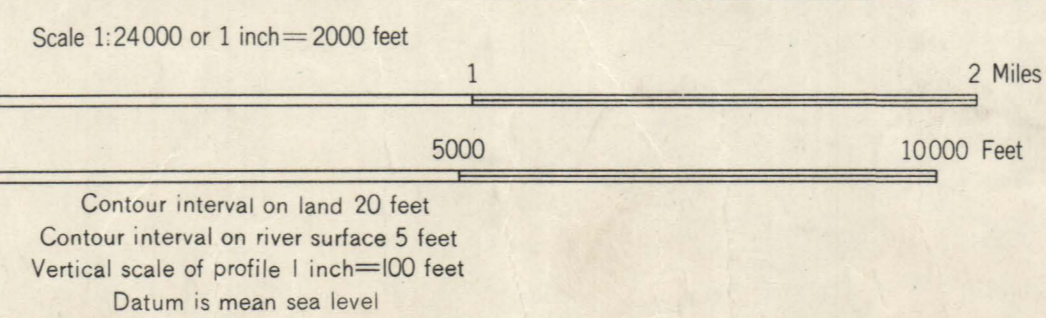 Scale 1:24000 or 1 inch=2000 feet
1 2 Miles
5000 10000 Feet
Contour interval on land 20 feet
Contour interval on river surface 5 feet
Vertical scale of profile 1 inch=100 feet
Datum is mean sea level